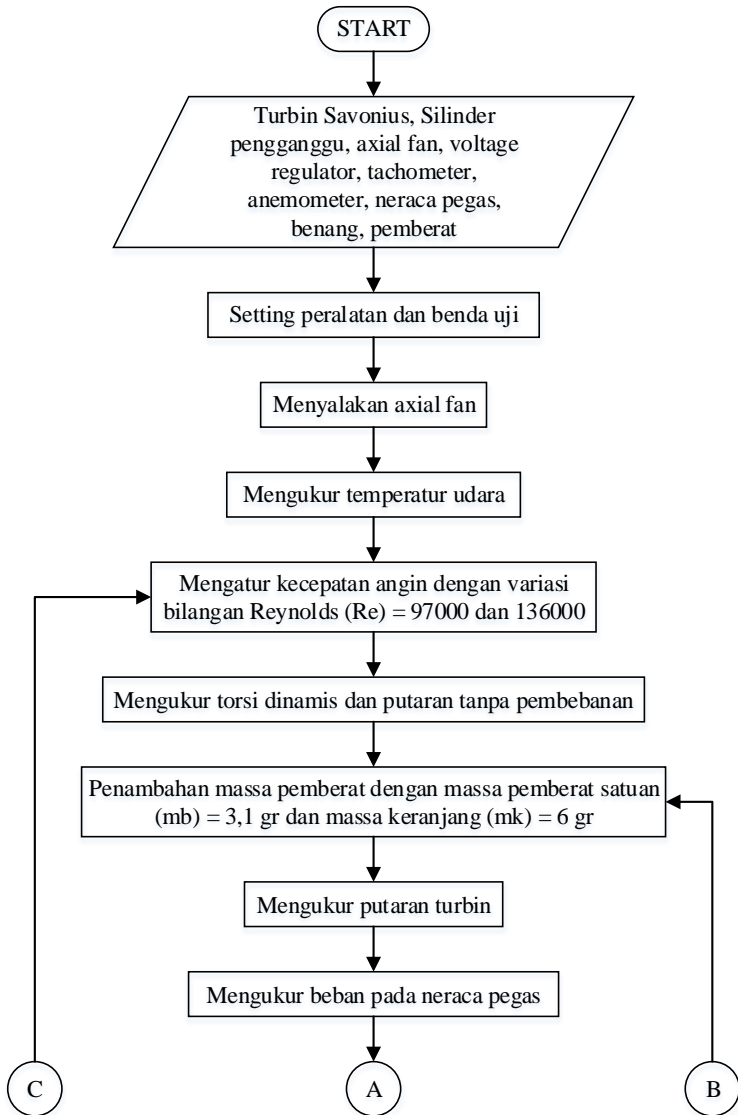 START
Turbin Savonius, Silinder
pengganggu, axial fan, voltage
regulator, tachometer,
anemometer, neraca pegas,
benang, pemberat
Setting peralatan dan benda uji
Menyalakan axial fan
Mengukur temperatur udara
Mengatur kecepatan angin dengan variasi
bilangan Reynolds (Re) = 97000 dan 136000
Mengukur torsi dinamis dan putaran tanpa pembebanan
Penambahan massa pemberat dengan massa pemberat satuan
(mb) = 3,1 gr dan massa keranjang (mk) = 6 gr
Mengukur putaran turbin
Mengukur beban pada neraca pegas
C
A
B